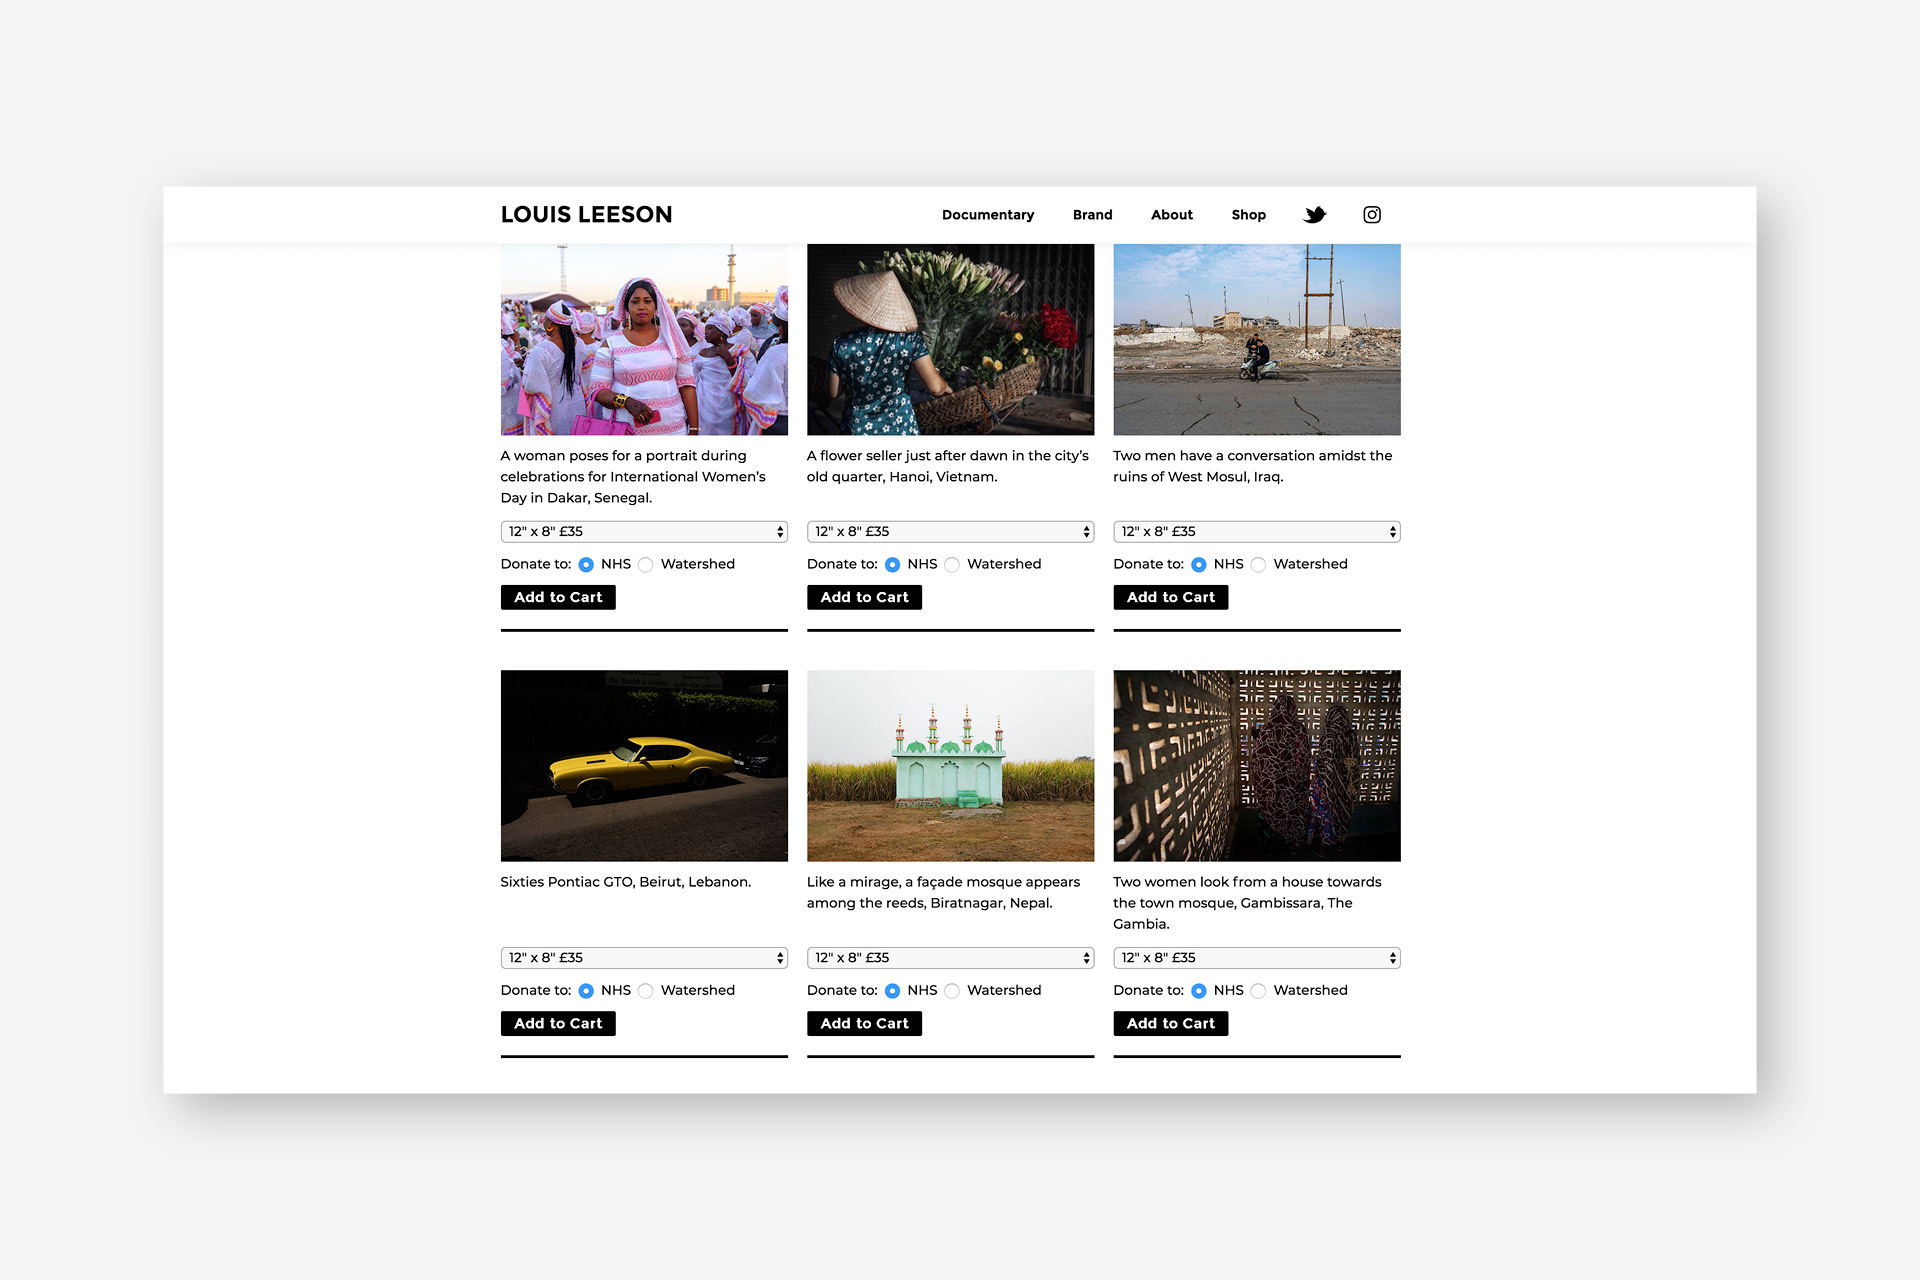 LOUIS LEESON
Documentary Brand About Shop
A woman poses for a portrait during
celebrations for International Women's
Day in Dakar, Senegal.
12" x 8" £35
Donate to: NHS Watershed
Add to Cart
A flower seller just after dawn in the city's
old quarter, Hanoi, Vietnam.
12" x 8" £35
Donate to: NHS Watershed
Add to Cart
Two men have a conversation amidst the
ruins of West Mosul, Iraq.
12" x 8" £35
Donate to: NHS Watershed
Add to Cart
Sixties Pontiac GTO, Beirut, Lebanon.
12" x 8" £35
Donate to: NHS Watershed
Add to Cart
Like a mirage, a façade mosque appears
among the reeds, Biratnagar, Nepal.
12" x 8" £35
Donate to: NHS Watershed
Add to Cart
Two women look from a house towards
the town mosque, Gambissara, The
Gambia.
12" x 8" £35
Donate to: NHS Watershed
Add to Cart